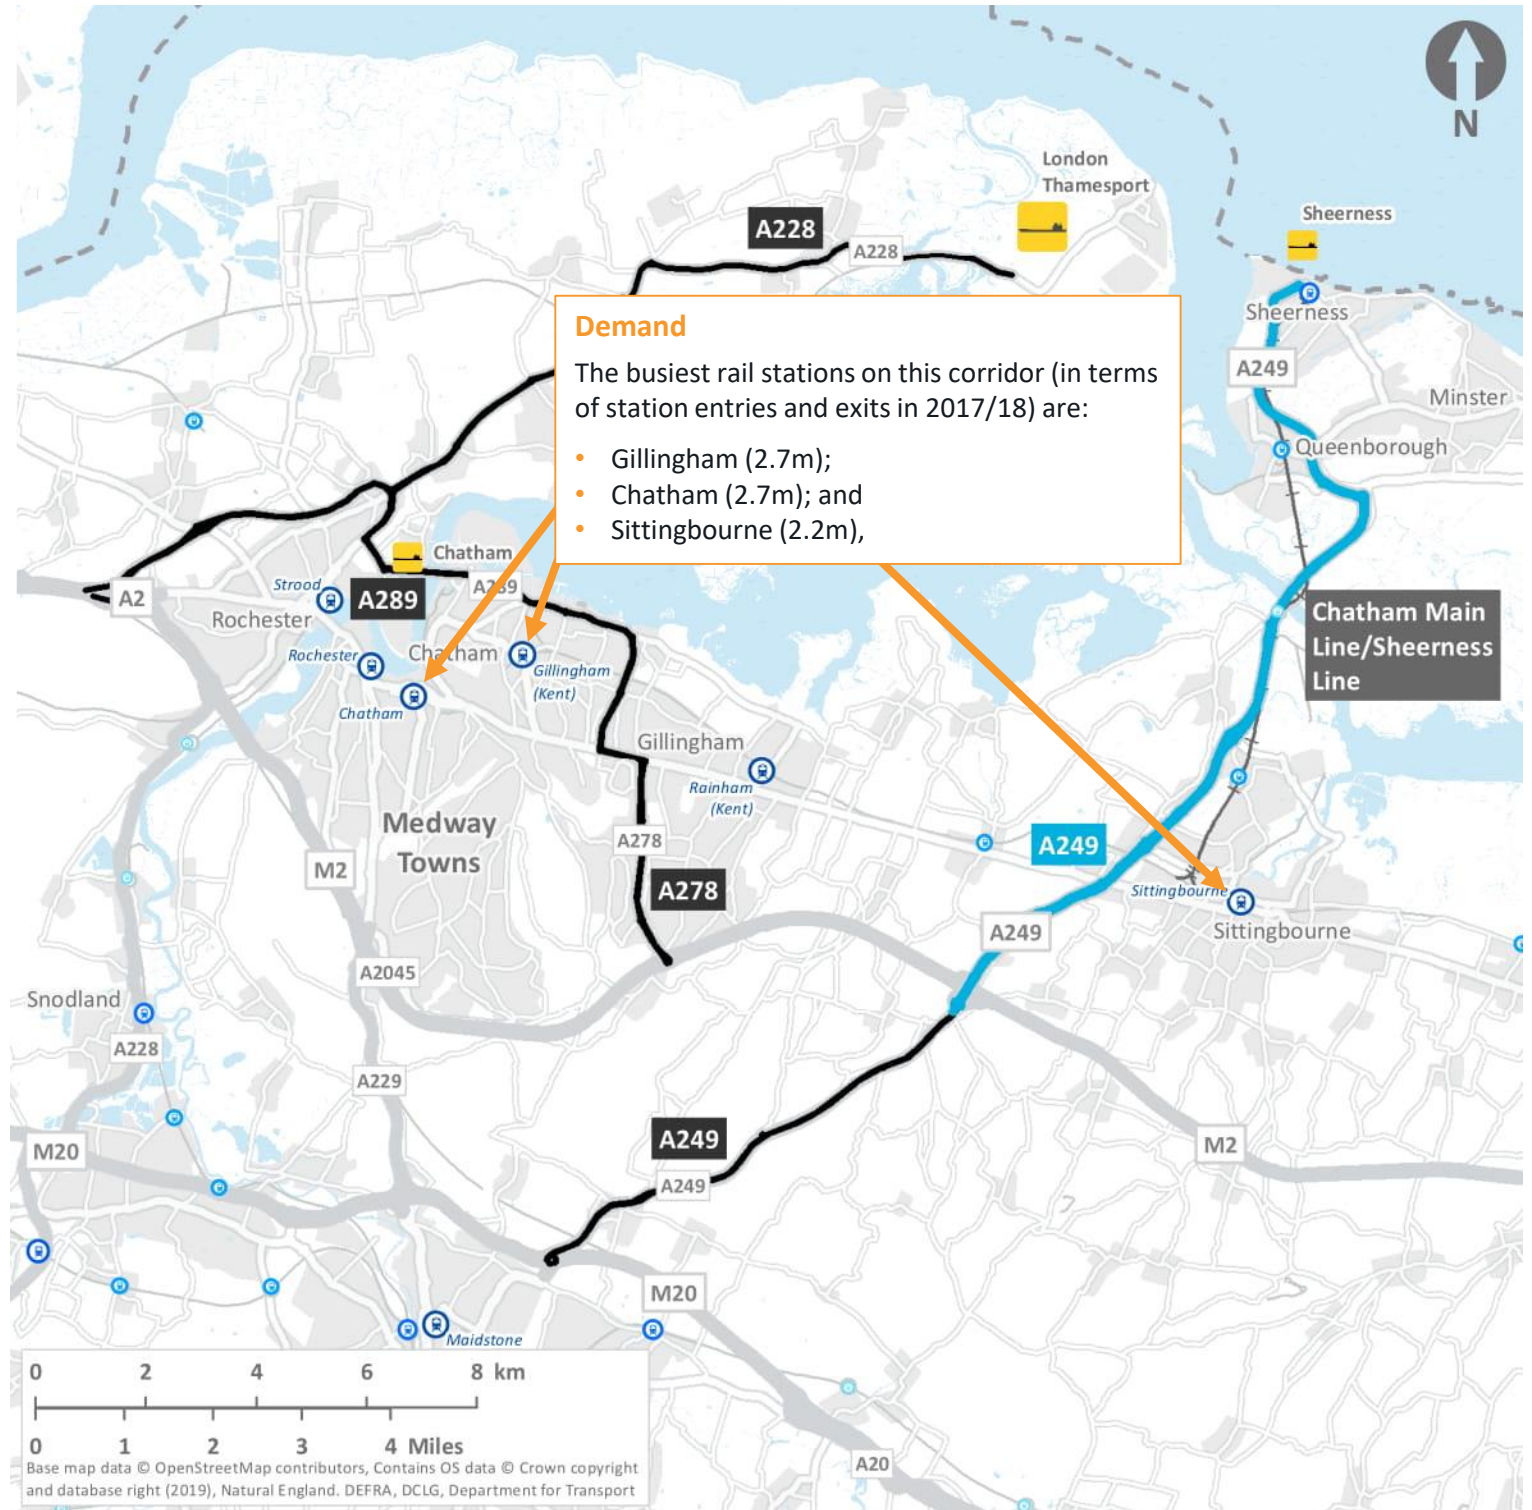 N
London
Thamesport
Sheerness
A228
A228
Sheerness
A249
Minster
Queenborough
Demand
The busiest rail stations on this corridor (in terms
of station entries and exits in 2017/18) are:
• Gillingham (2.7m);
• Chatham (2.7m); and
• Sittingbourne (2.2m),
Chatham
A289
Strood
A2
A289
Rochester
Chatham Main
Line/Sheerness
Line
Rochester
Chatham
Gillingham
(Kent)
Chatham
Gillingham
Rainham
(Kent)
Medway
Towns
A278
A249
M2
A278
Sittingbourne
A249
Sittingbourne
A2045
Snodland
A228
A229
A249
M20
M2
A249
M20
Maidstone
0 2 4 6 8 km
0 1 2 3 4 Miles
A20
Base map data © OpenStreetMap contributors, Contains OS data © Crown copyright
and database right (2019), Natural England. DEFRA, DCLG, Department for Transport